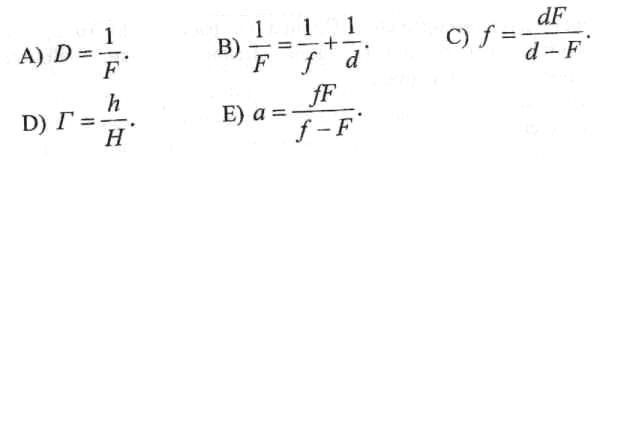 A) D = 1/F. B) 1/F = 1/f + 1/d. C) f = dF/(d – F).
D) Γ = h/H. E) a = fF/(f – F).